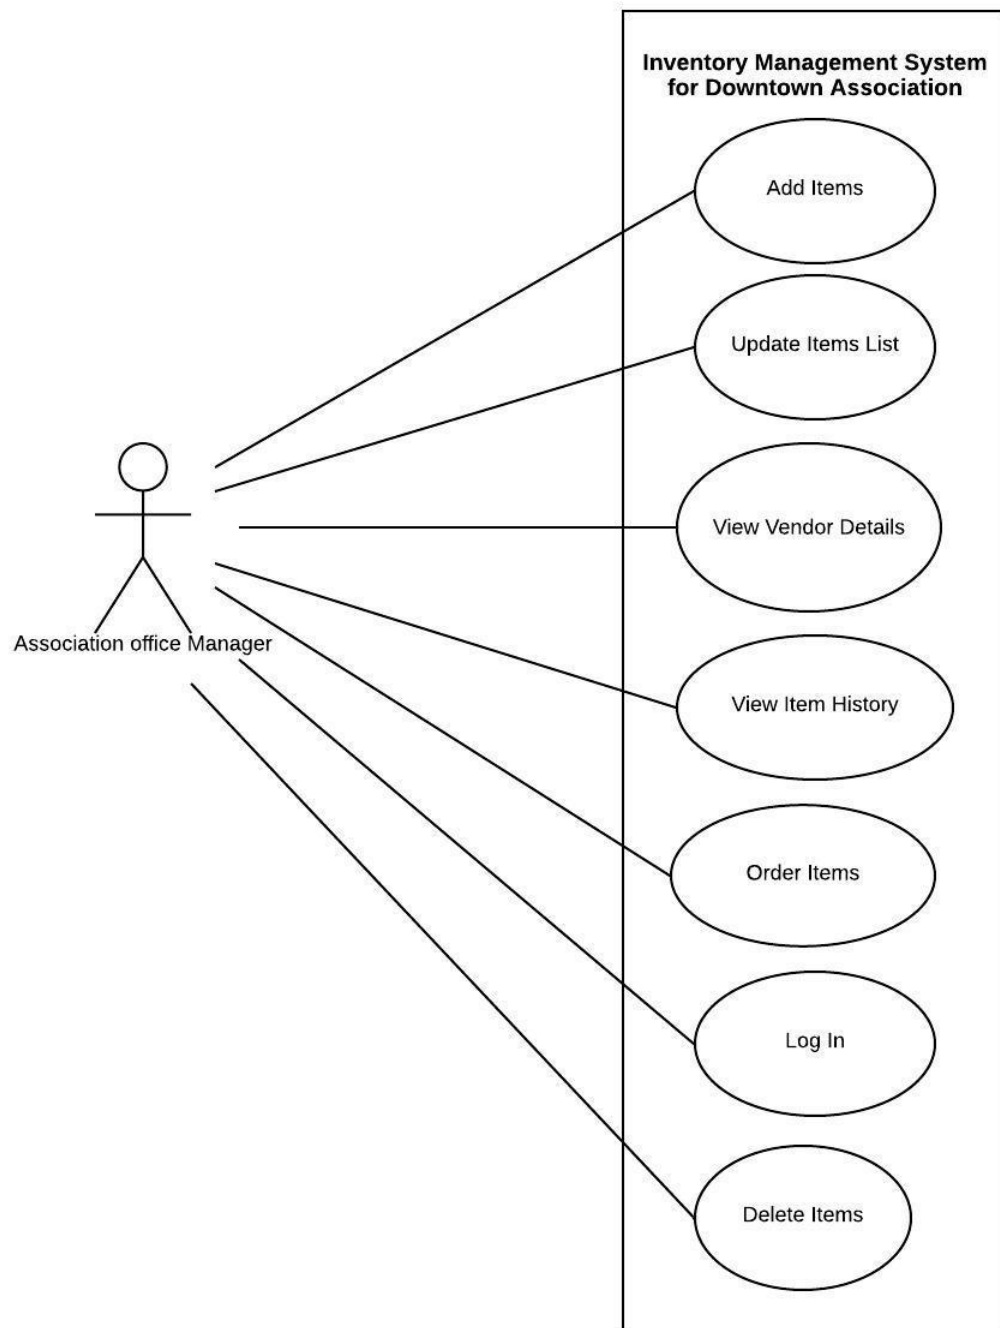 Inventory Management System
for Downtown Association
Add Items
Update Items List
View Vendor Details
Association office Manager
View Item History
Order Items
Log In
Delete Items